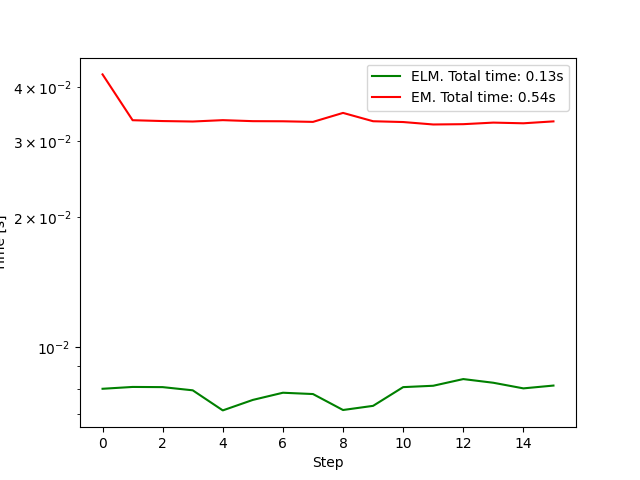 ELM. Total time: 0.13s
EM. Total time: 0.54s
4 × 10⁻²
3 × 10⁻²
2 × 10⁻²
10⁻²
0 2 4 6 8 10 12 14
Step